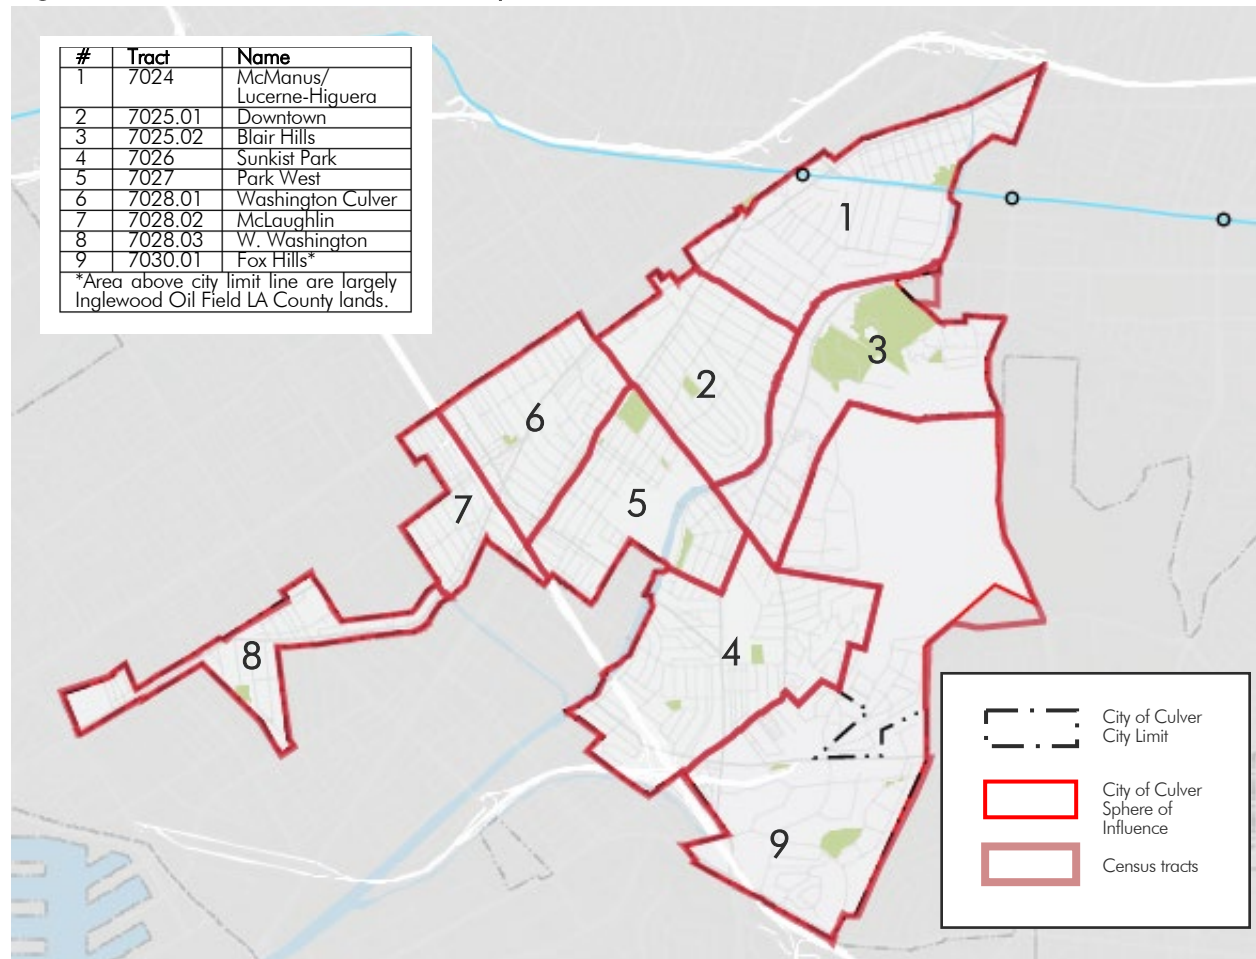 # Tract Name
1 7024 McManus/
Lucerne-Higuera
2 7025.01 Downtown
3 7025.02 Blair Hills
4 7026 Sunkist Park
5 7027 Park West
6 7028.01 Washington Culver
7 7028.02 McLaughlin
8 7028.03 W. Washington
9 7030.01 Fox Hills*
*Area above city limit line are largely
Inglewood Oil Field LA County lands.
1
3
2
6
5
7
4
8
9
City of Culver
City Limit
City of Culver
Sphere of
Influence
Census tracts